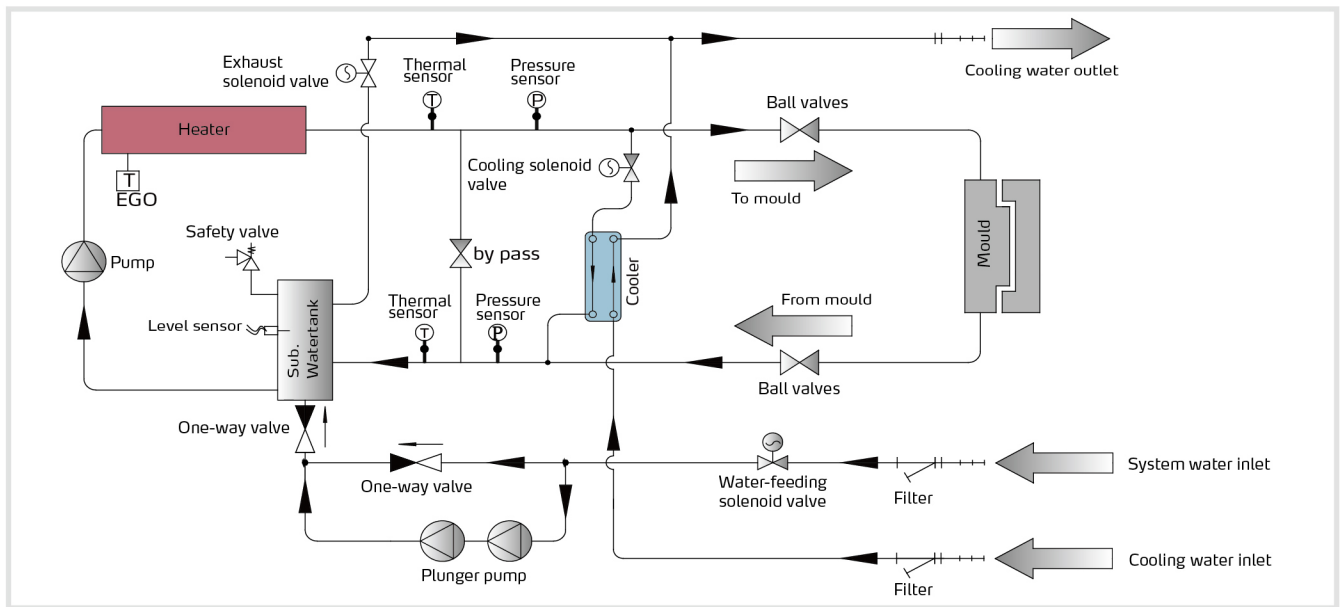 Exhaust
solenoid valve
Thermal
sensor
Pressure
sensor
Cooling water outlet
Ball valves
Heater
T
P
Cooling solenoid
valve
To mould
T
EGO
Safety valve
Pump
by pass
Cooler
Mould
From mould
Thermal
sensor
Pressure
sensor
Level sensor
T
P
Sub.
Watertank
Ball valves
One-way valve
One-way valve
Water-feeding
solenoid valve
Filter
System water inlet
Plunger pump
Filter
Cooling water inlet